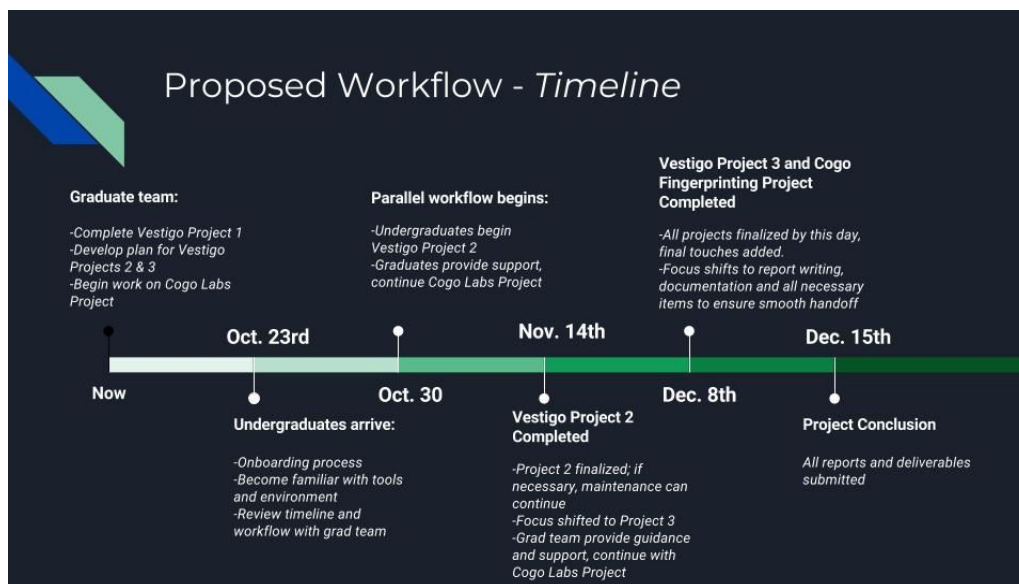 Proposed Workflow - Timeline
Graduate team:
-Complete Vestigo Project 1
-Develop plan for Vestigo
Projects 2 & 3
-Begin work on Cogo Labs
Project
Parallel workflow begins:
-Undergraduates begin
Vestigo Project 2
-Graduates provide support,
continue Cogo Labs Project
Vestigo Project 3 and Cogo
Fingerprinting Project
Completed
-All projects finalized by this day,
final touches added.
-Focus shifts to report writing,
documentation and all necessary
items to ensure smooth handoff
Oct. 23rd
Nov. 14th
Dec. 15th
Now
Oct. 30
Dec. 8th
Undergraduates arrive:
-Onboarding process
-Become familiar with tools
and environment
-Review timeline and
workflow with grad team
Vestigo Project 2
Completed
-Project 2 finalized; if
necessary, maintenance can
continue
-Focus shifted to Project 3
-Grad team provide guidance
and support, continue with
Cogo Labs Project
Project Conclusion
All reports and deliverables
submitted